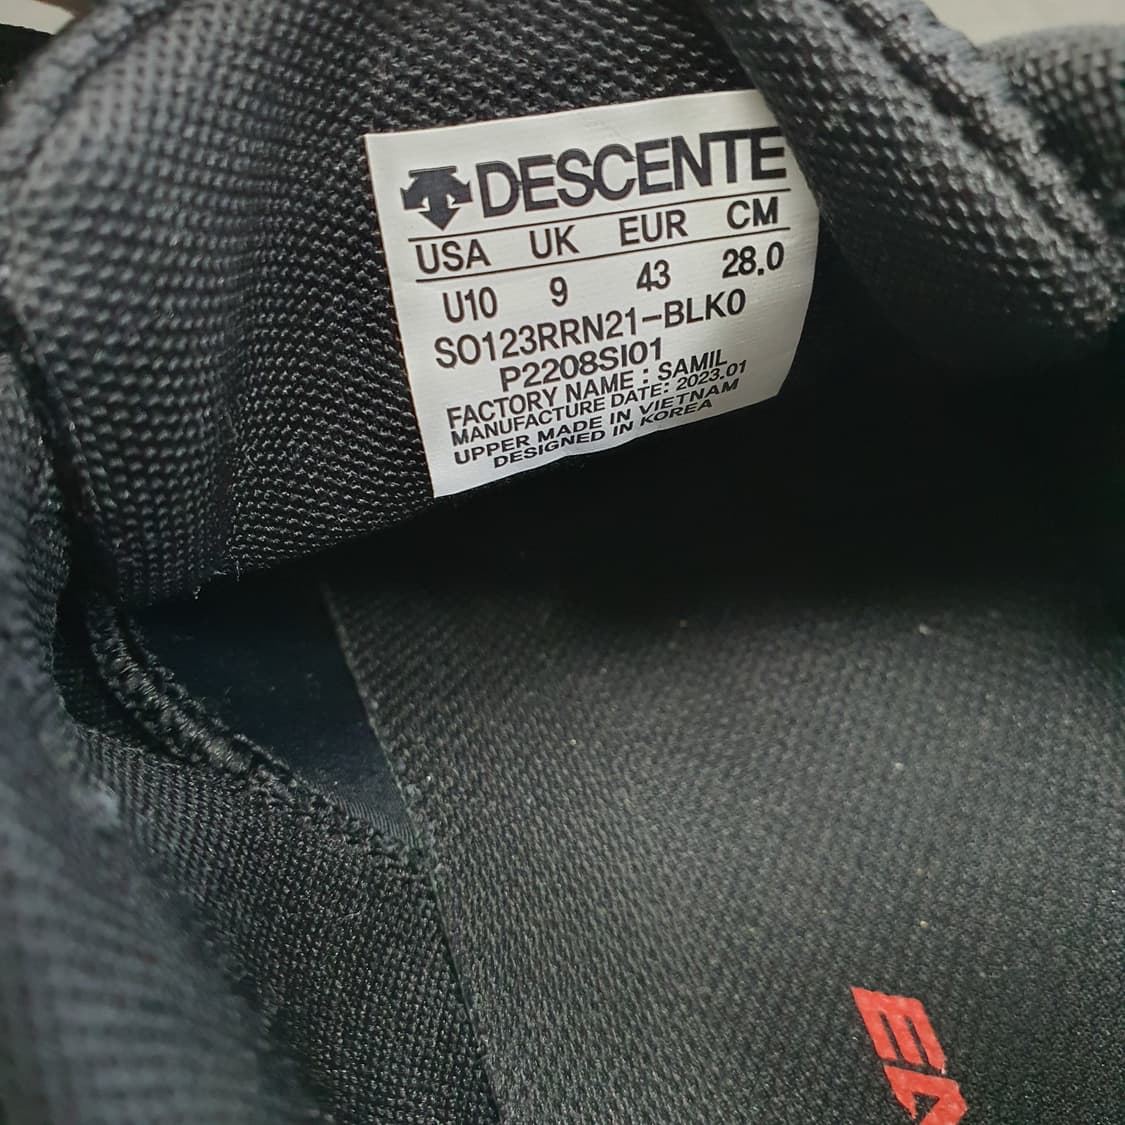 DESCENTE
USA UK EUR CM
U10 9 43 28.0
SO123RRN21-BLK0
P2208SI01
FACTORY NAME : SAMIL
MANUFACTURE DATE: 2023.01
UPPER MADE IN VIETNAM
DESIGNED IN KOREA